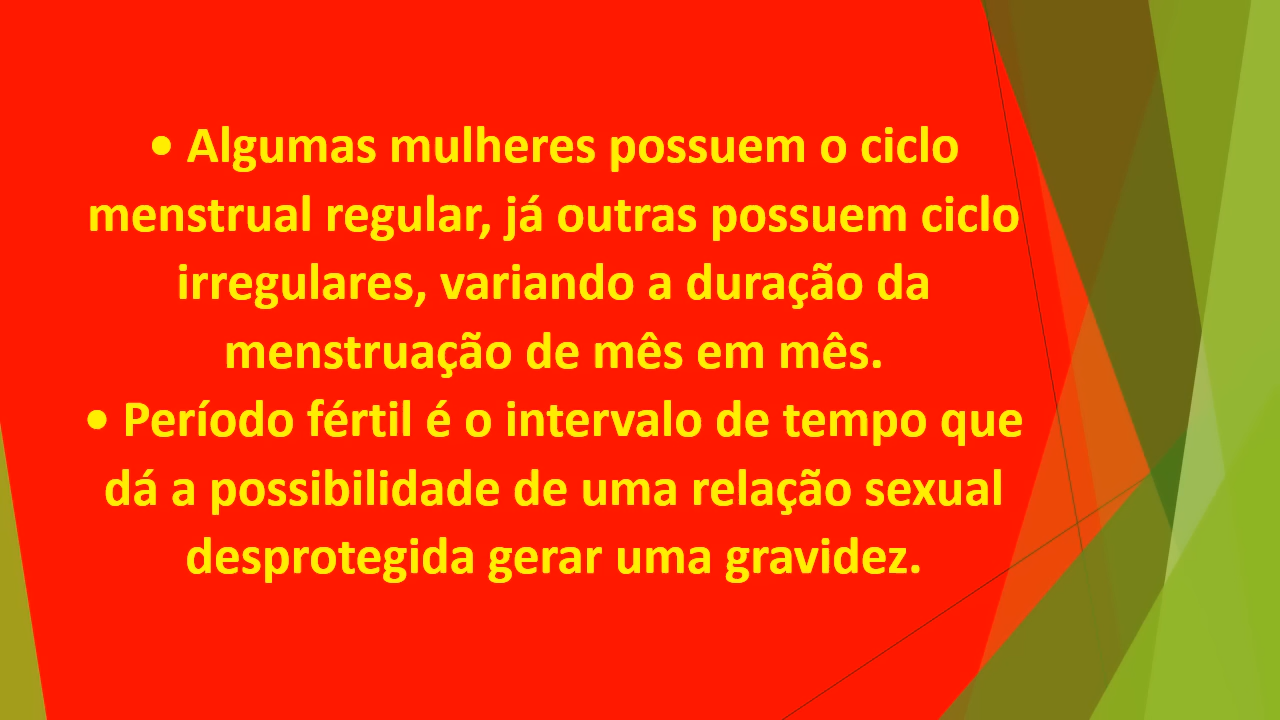 • Algumas mulheres possuem o ciclo
menstrual regular, já outras possuem ciclo
irregulares, variando a duração da
menstruação de mês em mês.
• Período fértil é o intervalo de tempo que
dá a possibilidade de uma relação sexual
desprotegida gerar uma gravidez.